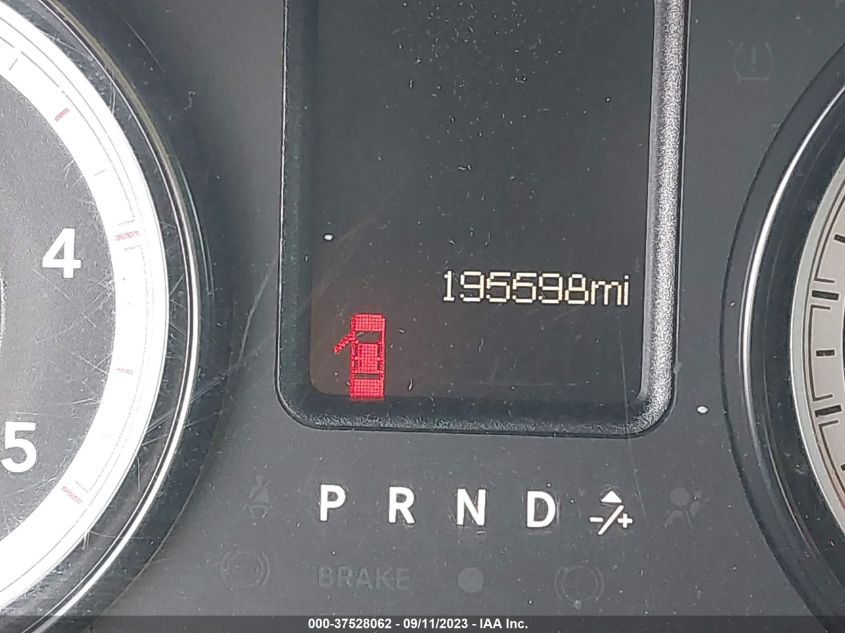 4
195598mi
5
P R N D -/+
BRAKE
000-37528062 - 09/11/2023 - IAA Inc.